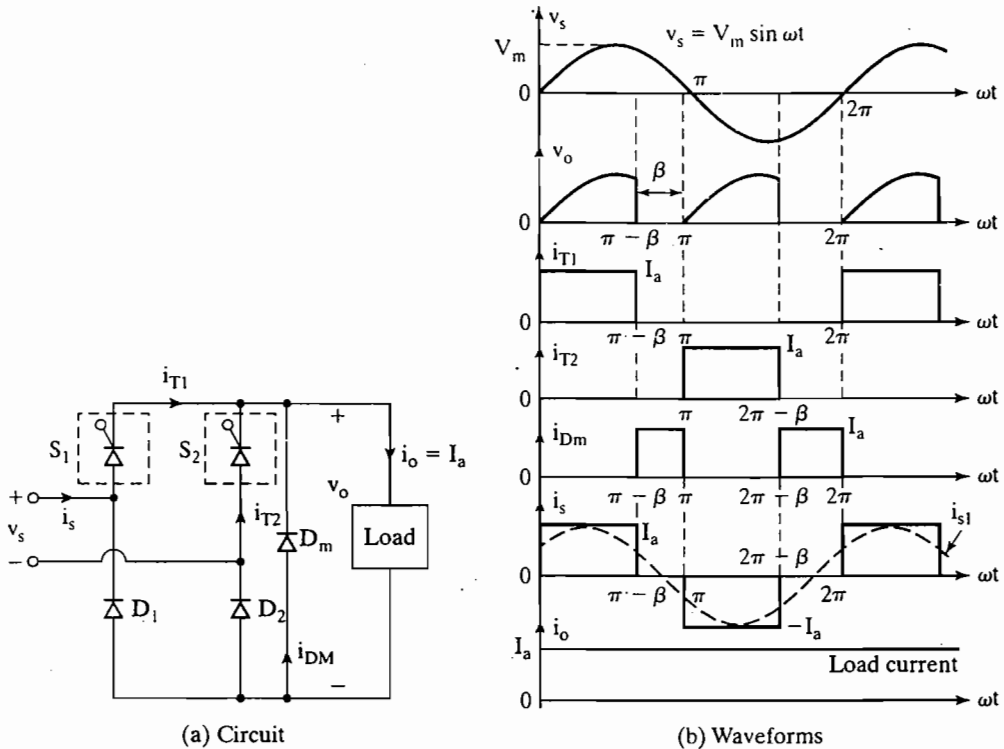 i_T1
S_1
S_2
+
i_s
v_s
−
i_T2
D_1
D_2
D_m
i_DM
+
v_o
−
i_o = I_a
Load
(a) Circuit
v_s
V_m
v_s = V_m sin ωt
0
π
2π
ωt
v_o
β
0
π − β
π
2π
ωt
i_T1
I_a
0
π − β
π
2π
ωt
i_T2
I_a
0
π
2π − β
ωt
i_Dm
I_a
0
π − β
π
2π − β
2π
ωt
i_s
I_a
i_s1
2π − β
0
π − β
π
2π
ωt
−I_a
i_o
I_a
Load current
0
ωt
(b) Waveforms